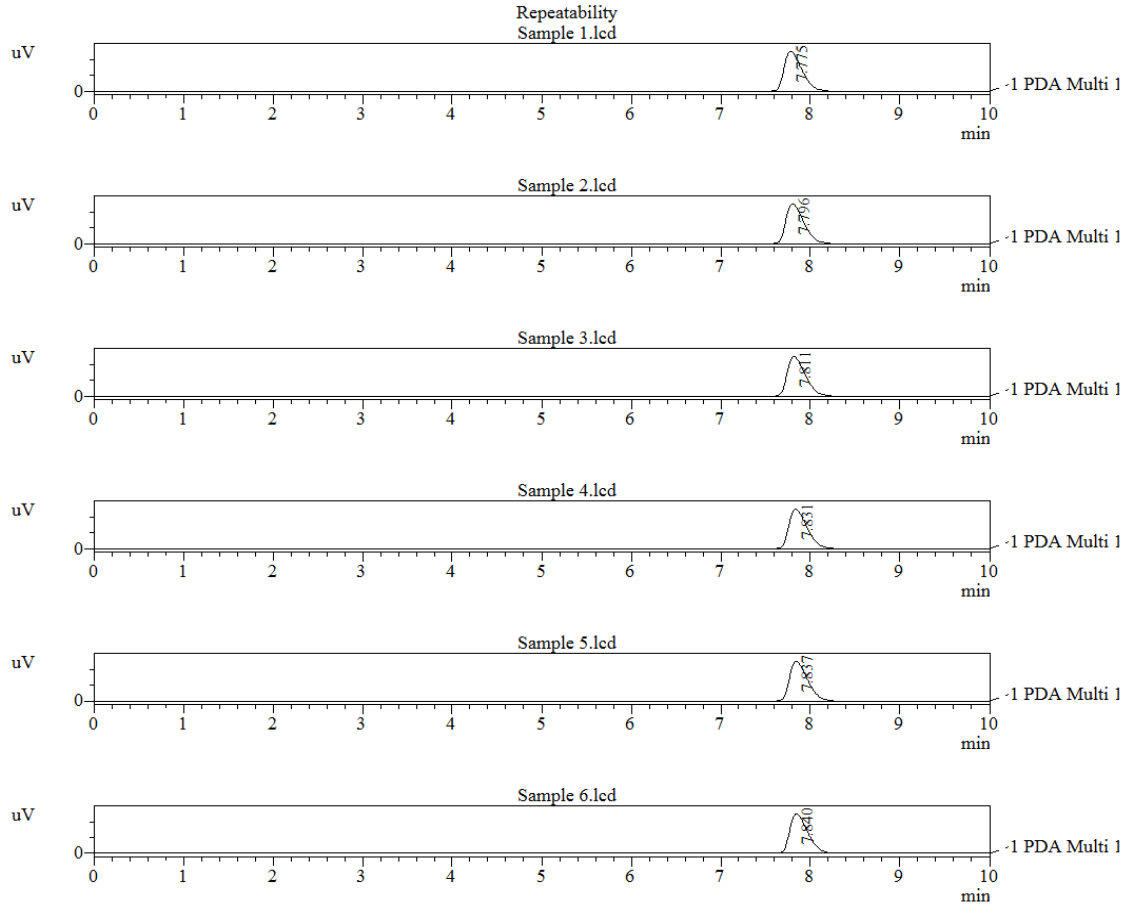 Repeatability
Sample 1.lcd
uV
7.775
0
-1 PDA Multi 1
0 1 2 3 4 5 6 7 8 9 10
min
Sample 2.lcd
uV
7.796
0
-1 PDA Multi 1
0 1 2 3 4 5 6 7 8 9 10
min
Sample 3.lcd
uV
7.811
0
-1 PDA Multi 1
0 1 2 3 4 5 6 7 8 9 10
min
Sample 4.lcd
uV
7.831
0
-1 PDA Multi 1
0 1 2 3 4 5 6 7 8 9 10
min
Sample 5.lcd
uV
7.837
0
-1 PDA Multi 1
0 1 2 3 4 5 6 7 8 9 10
min
Sample 6.lcd
uV
7.840
0
-1 PDA Multi 1
0 1 2 3 4 5 6 7 8 9 10
min